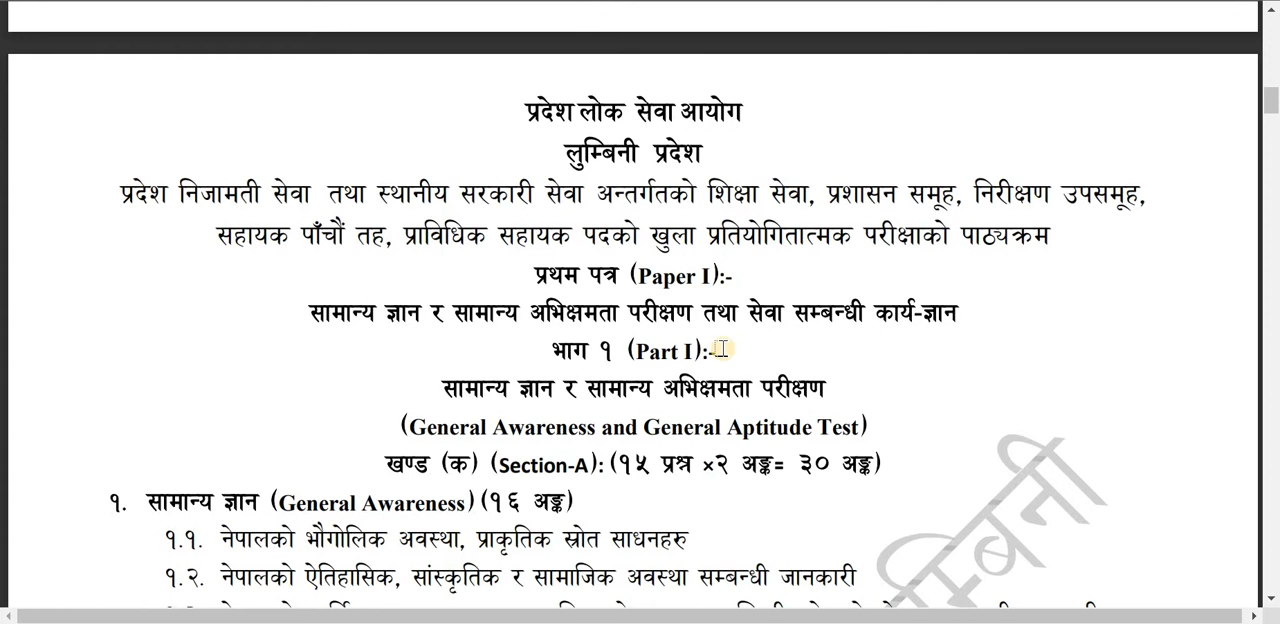 प्रदेश लोक सेवा आयोग
लुम्बिनी प्रदेश
प्रदेश निजामती सेवा तथा स्थानीय सरकारी सेवा अन्तर्गतको शिक्षा सेवा, प्रशासन समूह, निरीक्षण उपसमूह,
सहायक पाँचौं तह, प्राविधिक सहायक पदको खुला प्रतियोगितात्मक परीक्षाको पाठ्यक्रम
प्रथम पत्र (Paper I):-
सामान्य ज्ञान र सामान्य अभिक्षमता परीक्षण तथा सेवा सम्बन्धी कार्य-ज्ञान
भाग १ (Part I):-
सामान्य ज्ञान र सामान्य अभिक्षमता परीक्षण
(General Awareness and General Aptitude Test)
खण्ड (क) (Section-A): (१५ प्रश्न ×२ अङ्क= ३० अङ्क)
१. सामान्य ज्ञान (General Awareness) (१६ अङ्क)
१.१. नेपालको भौगोलिक अवस्था, प्राकृतिक स्रोत साधनहरु
१.२. नेपालको ऐतिहासिक, सांस्कृतिक र सामाजिक अवस्था सम्बन्धी जानकारी